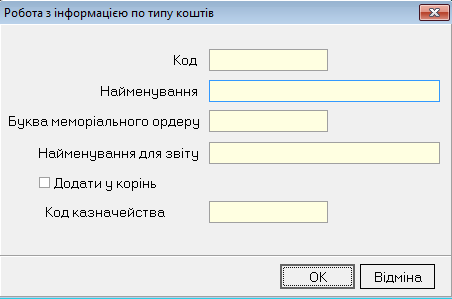 Робота з інформацією по типу коштів
Код
Найменування
Буква меморіального ордеру
Найменування для звіту
Додати у корінь
Код казначейства
OK Відміна